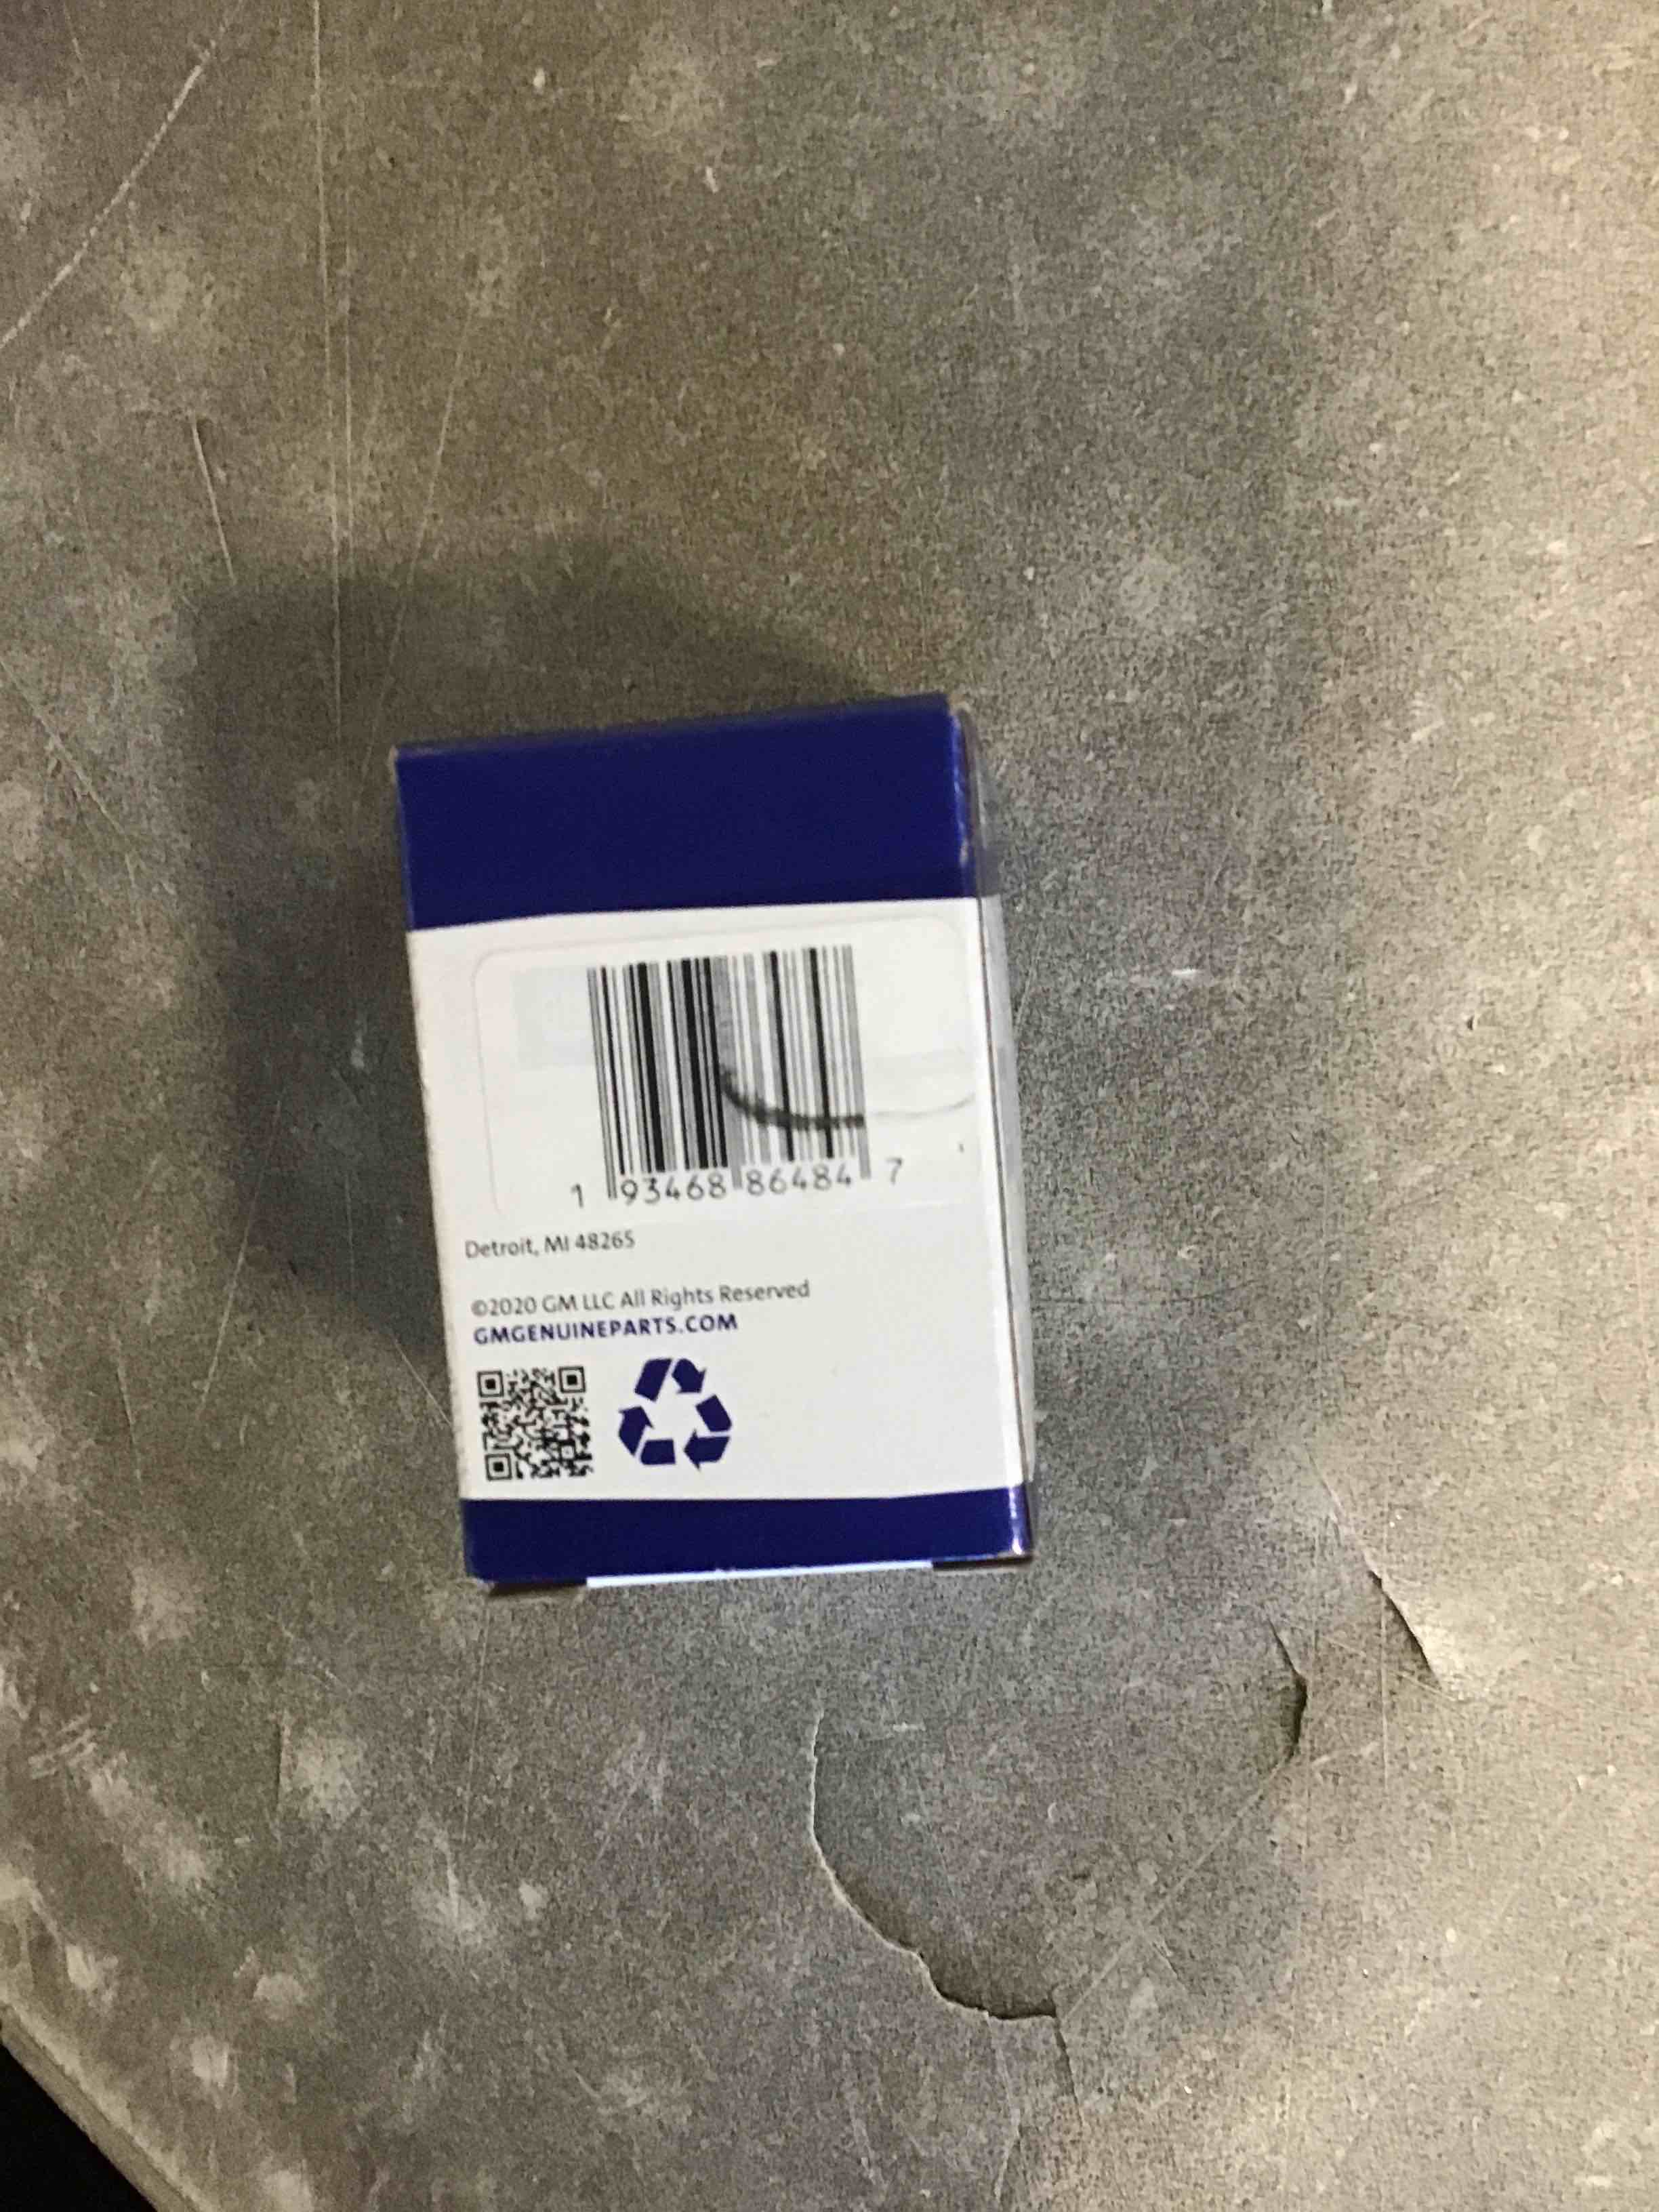 1 93468 86484 7
Detroit, MI 48265
©2020 GM LLC All Rights Reserved
GMGENUINEPARTS.COM